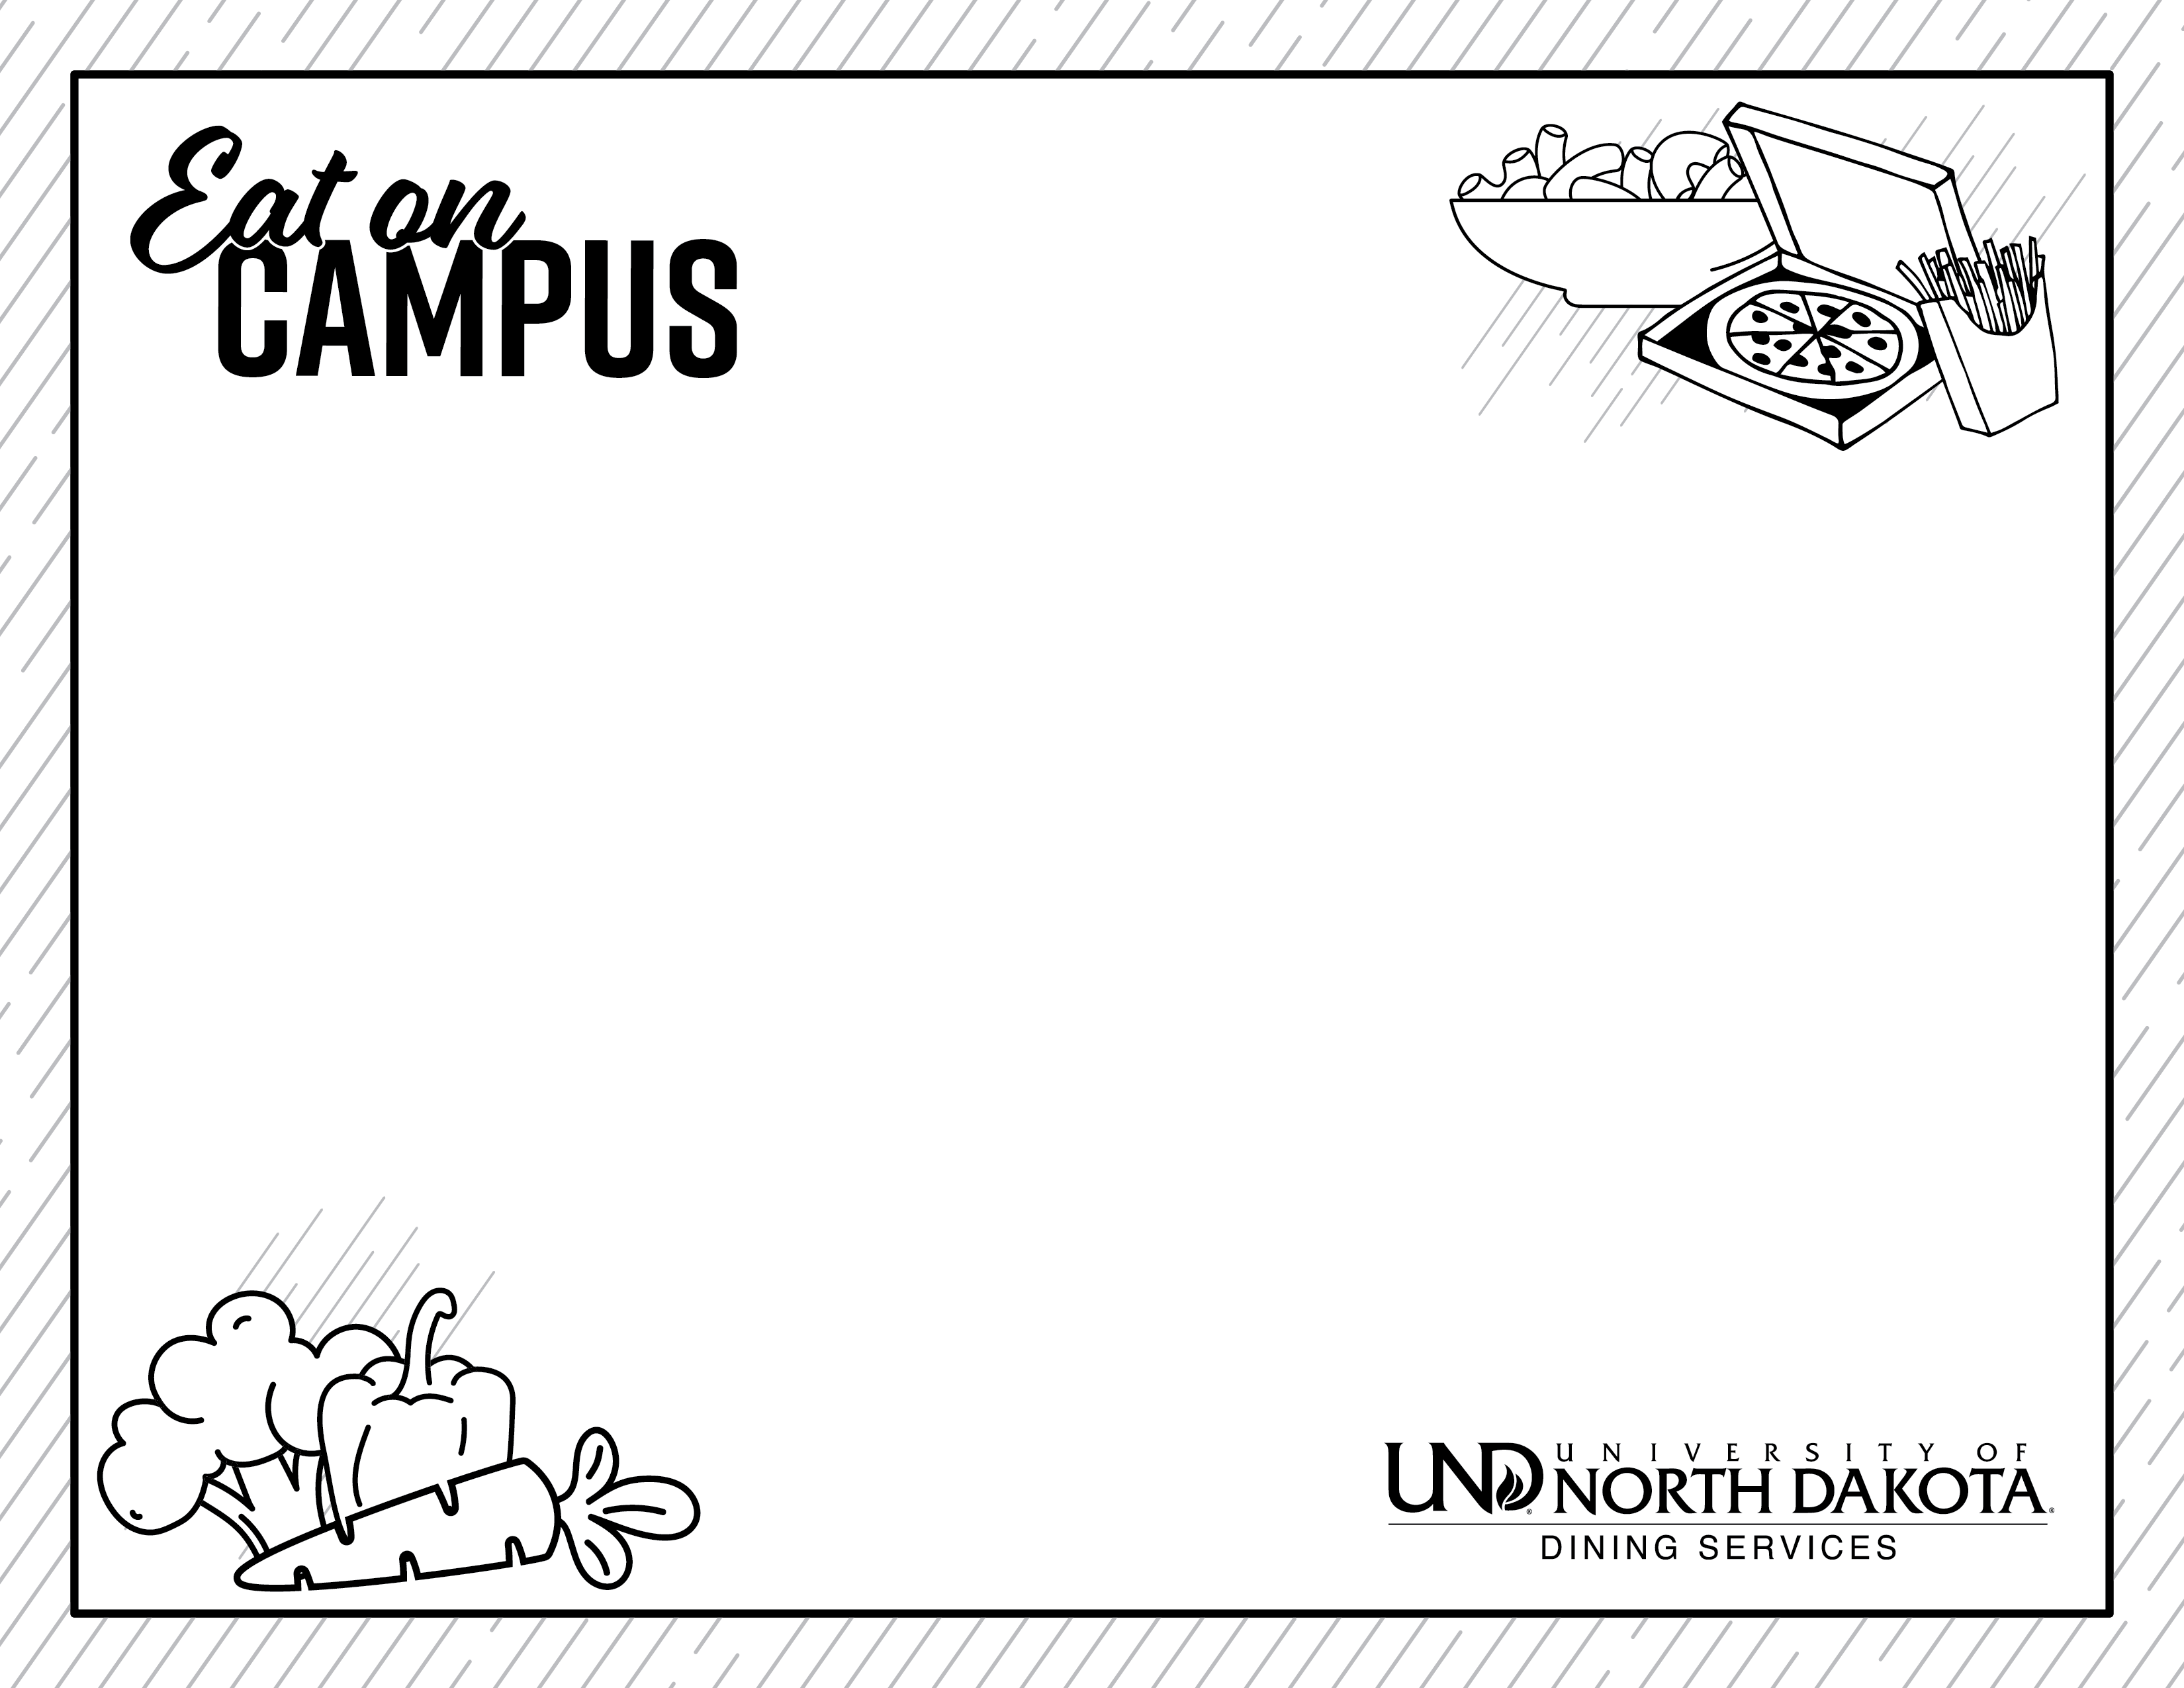 Eat on
CAMPUS
UND® UNIVERSITY OF
NORTH DAKOTA®
DINING SERVICES